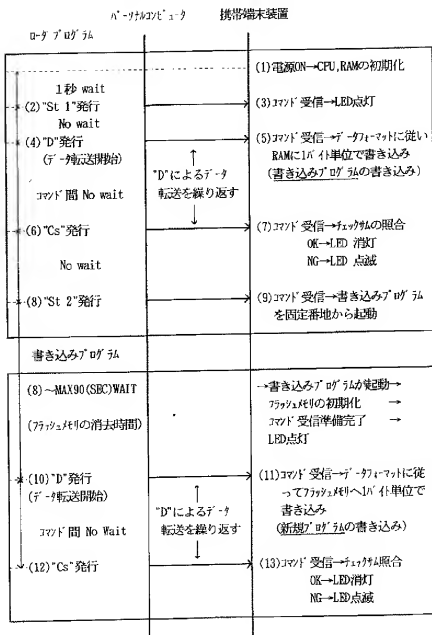 ﾊﾟｰｿﾅﾙｺﾝﾋﾟｭｰﾀ 携帯端末装置
ﾛｰﾀﾞﾌﾟﾛｸﾞﾗﾑ
(1)電源ON→CPU,RAMの初期化
1秒 wait
(2)"St 1"発行
(3)ｺﾏﾝﾄﾞ受信→LED点灯
No wait
(4)"D"発行
(ﾃﾞｰﾀ転送開始)
(5)ｺﾏﾝﾄﾞ受信→ﾃﾞｰﾀﾌｫｰﾏｯﾄに従い
RAMに1ﾊﾞｲﾄ単位で書き込み
(書き込みﾌﾟﾛｸﾞﾗﾑの書き込み)
↑
"D"によるﾃﾞｰﾀ
転送を繰り返す
↓
ｺﾏﾝﾄﾞ間 No wait
(6)"Cs"発行
(7)ｺﾏﾝﾄﾞ受信→ﾁｪｯｸｻﾑの照合
OK→LED 消灯
NG→LED 点滅
No wait
(8)"St 2"発行
(9)ｺﾏﾝﾄﾞ受信→書き込みﾌﾟﾛｸﾞﾗﾑ
を固定番地から起動
書き込みﾌﾟﾛｸﾞﾗﾑ
(8)～MAX90(SEC)WAIT
(ﾌﾗｯｼｭﾒﾓﾘの消去時間)
→書き込みﾌﾟﾛｸﾞﾗﾑが起動→
ﾌﾗｯｼｭﾒﾓﾘの初期化 →
ｺﾏﾝﾄﾞ受信準備完了 →
LED点灯
(10)"D"発行
(ﾃﾞｰﾀ転送開始)
(11)ｺﾏﾝﾄﾞ受信→ﾃﾞｰﾀﾌｫｰﾏｯﾄに従
ってﾌﾗｯｼｭﾒﾓﾘへ1ﾊﾞｲﾄ単位で
書き込み
(新規ﾌﾟﾛｸﾞﾗﾑの書き込み)
↑
"D"によるﾃﾞｰﾀ
転送を繰り返す
↓
ｺﾏﾝﾄﾞ間 No Wait
(12)"Cs"発行
(13)ｺﾏﾝﾄﾞ受信→ﾁｪｯｸｻﾑ照合
OK→LED消灯
NG→LED点滅